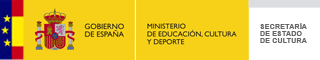 GOBIERNO
DE ESPAÑA
MINISTERIO
DE EDUCACIÓN, CULTURA
Y DEPORTE
SECRETARÍA
DE ESTADO
DE CULTURA